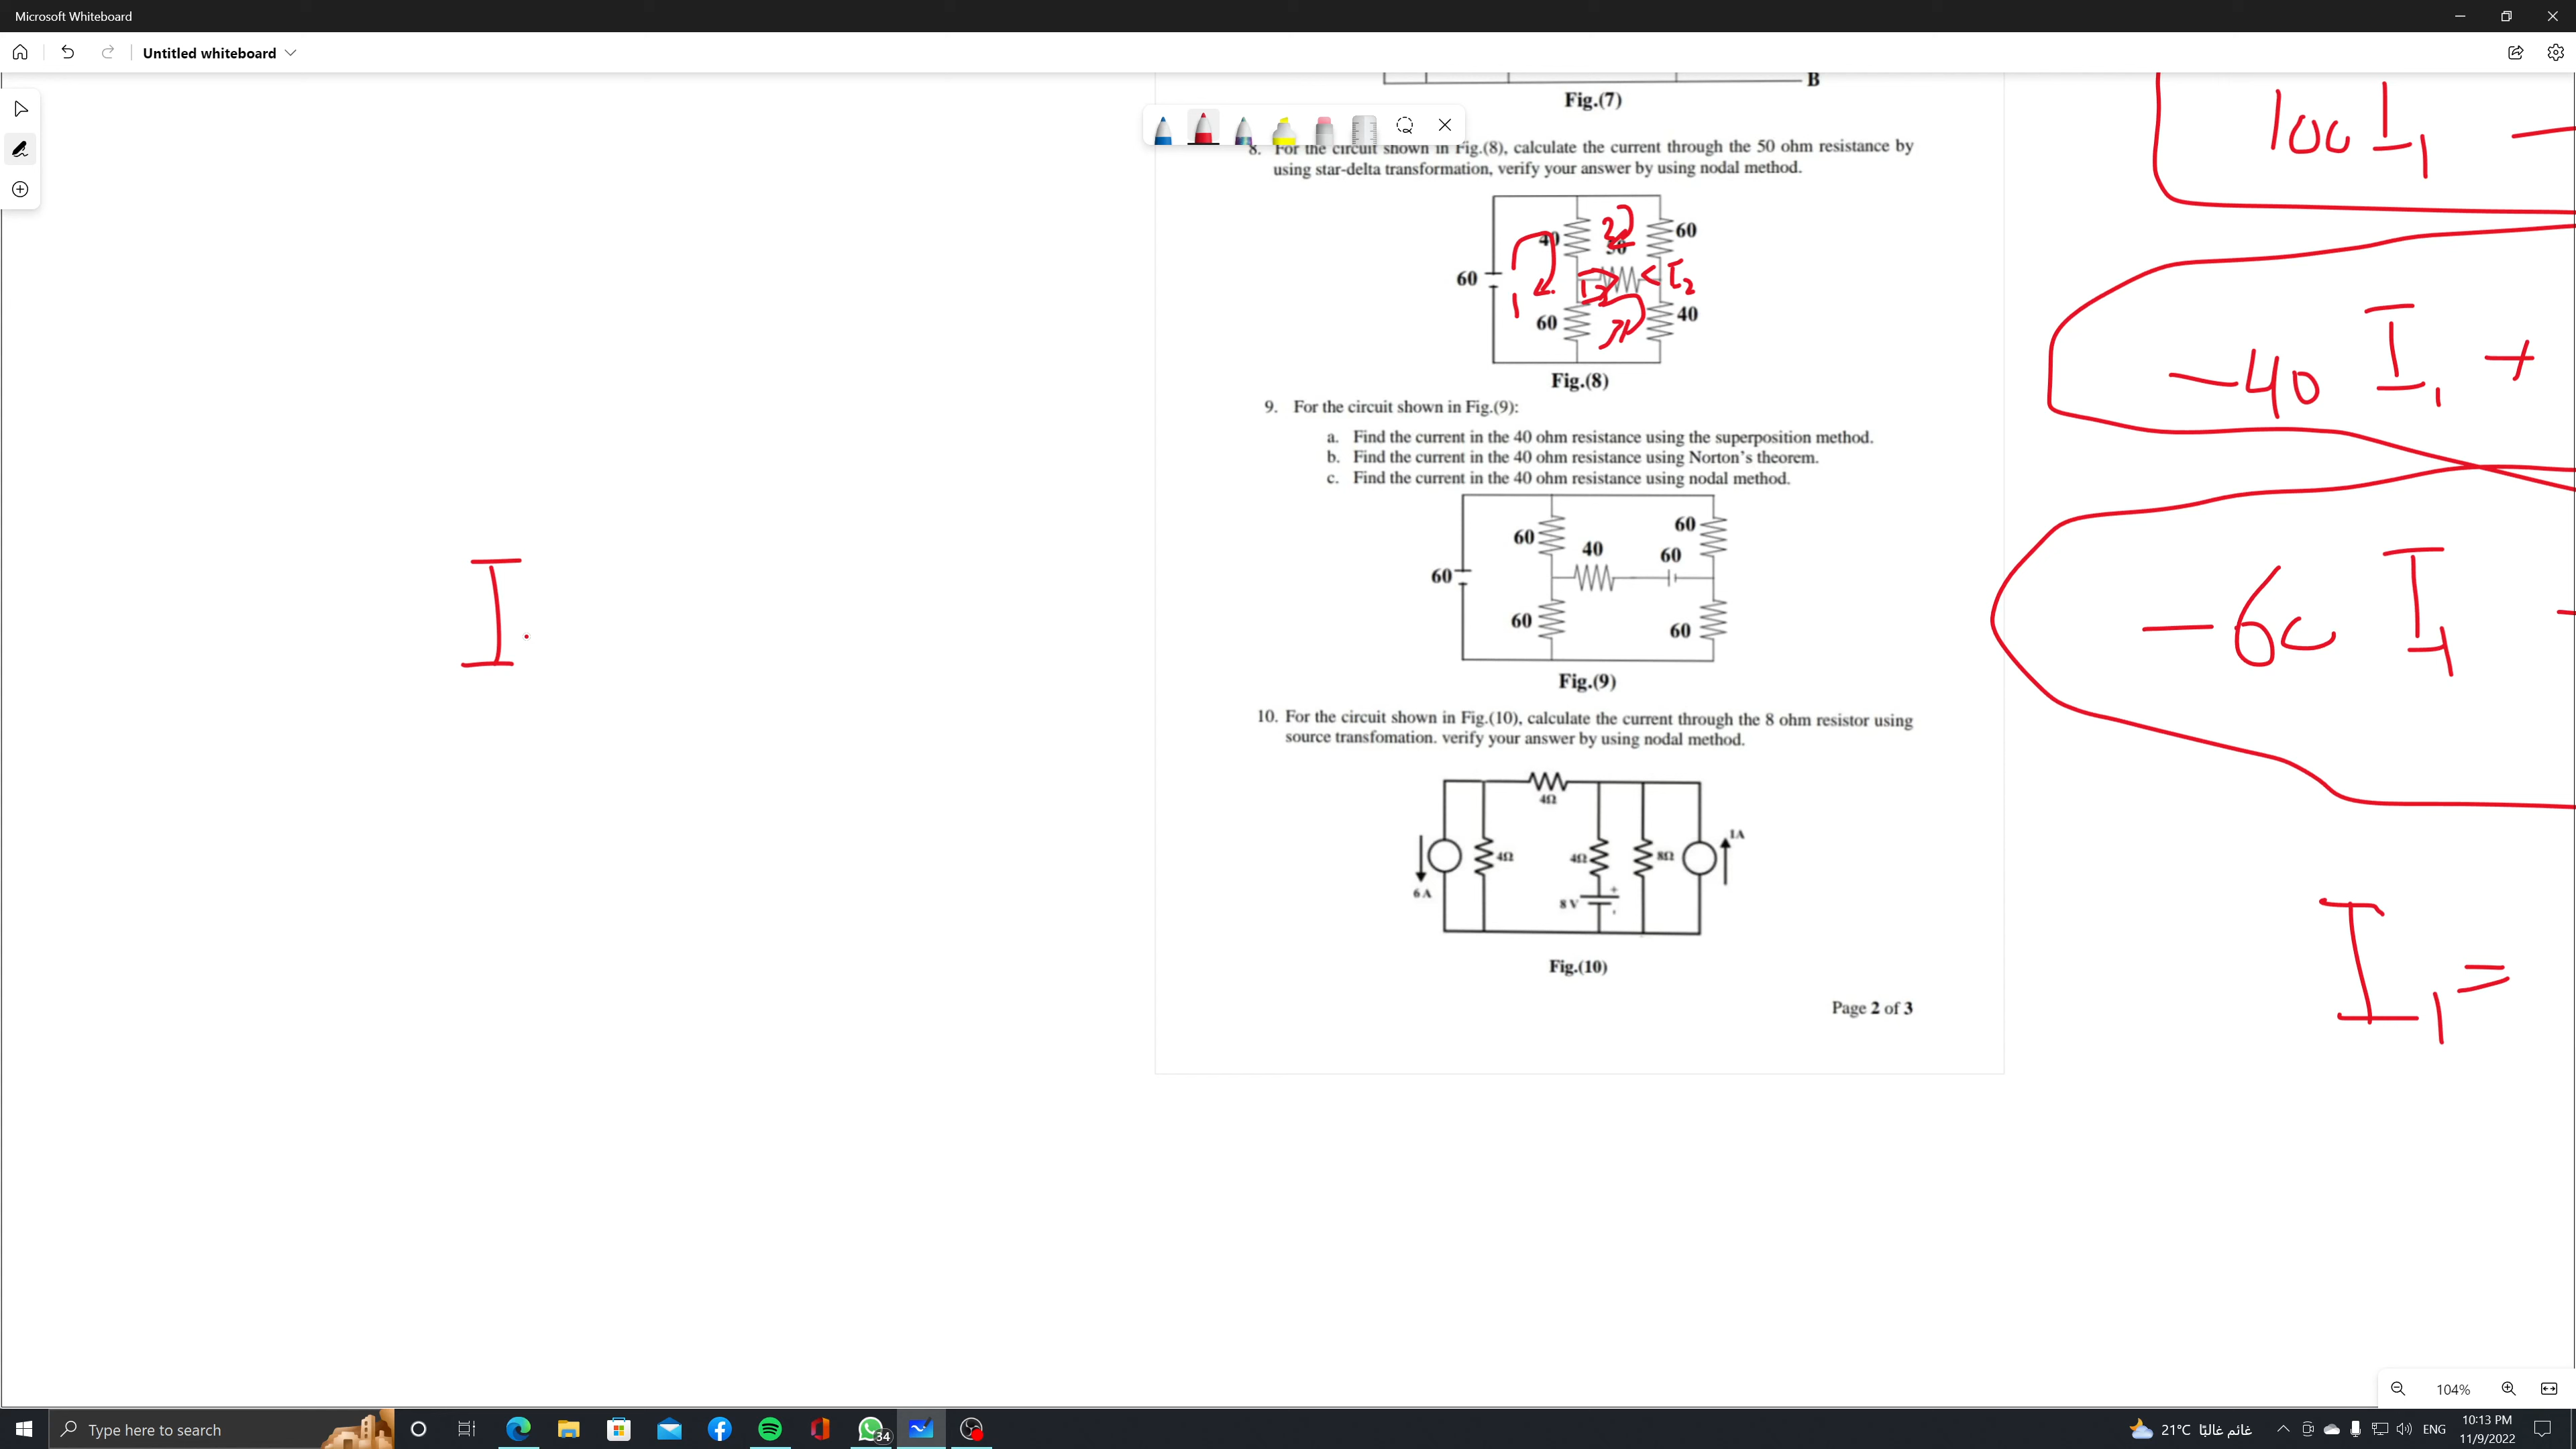 Microsoft Whiteboard
Untitled whiteboard
B
Fig.(7)
8. For the circuit shown in Fig.(8), calculate the current through the 50 ohm resistance by
using star-delta transformation, verify your answer by using nodal method.
40
60
50
60
60
40
1
2
I2
3
Fig.(8)
9. For the circuit shown in Fig.(9):
a. Find the current in the 40 ohm resistance using the superposition method.
b. Find the current in the 40 ohm resistance using Norton's theorem.
c. Find the current in the 40 ohm resistance using nodal method.
60
60
40
60
60
60
60
Fig.(9)
10. For the circuit shown in Fig.(10), calculate the current through the 8 ohm resistor using
source transfomation. verify your answer by using nodal method.
4Ω
1A
4Ω
4Ω
8Ω
6 A
8 V
+
-
Fig.(10)
Page 2 of 3
100 I1 -
-40 I1 +
-60 I1 -
I1 =
I
104%
Type here to search
34
21°C غائم غالبًا
ENG
10:13 PM
11/9/2022